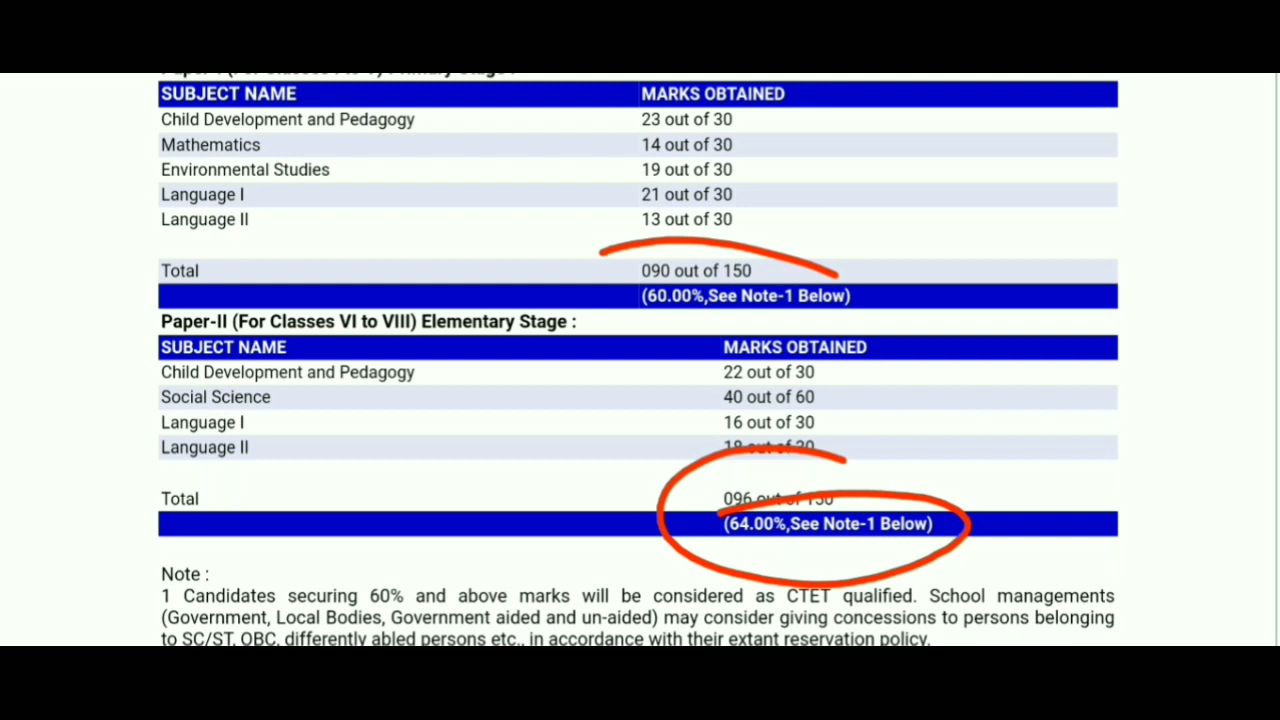 SUBJECT NAME MARKS OBTAINED
Child Development and Pedagogy 23 out of 30
Mathematics 14 out of 30
Environmental Studies 19 out of 30
Language I 21 out of 30
Language II 13 out of 30
Total 090 out of 150
(60.00%,See Note-1 Below)
Paper-II (For Classes VI to VIII) Elementary Stage :
SUBJECT NAME MARKS OBTAINED
Child Development and Pedagogy 22 out of 30
Social Science 40 out of 60
Language I 16 out of 30
Language II 18 out of 30
Total 096 out of 150
(64.00%,See Note-1 Below)
Note :
1 Candidates securing 60% and above marks will be considered as CTET qualified. School managements
(Government, Local Bodies, Government aided and un-aided) may consider giving concessions to persons belonging
to SC/ST, OBC, differently abled persons etc., in accordance with their extant reservation policy.